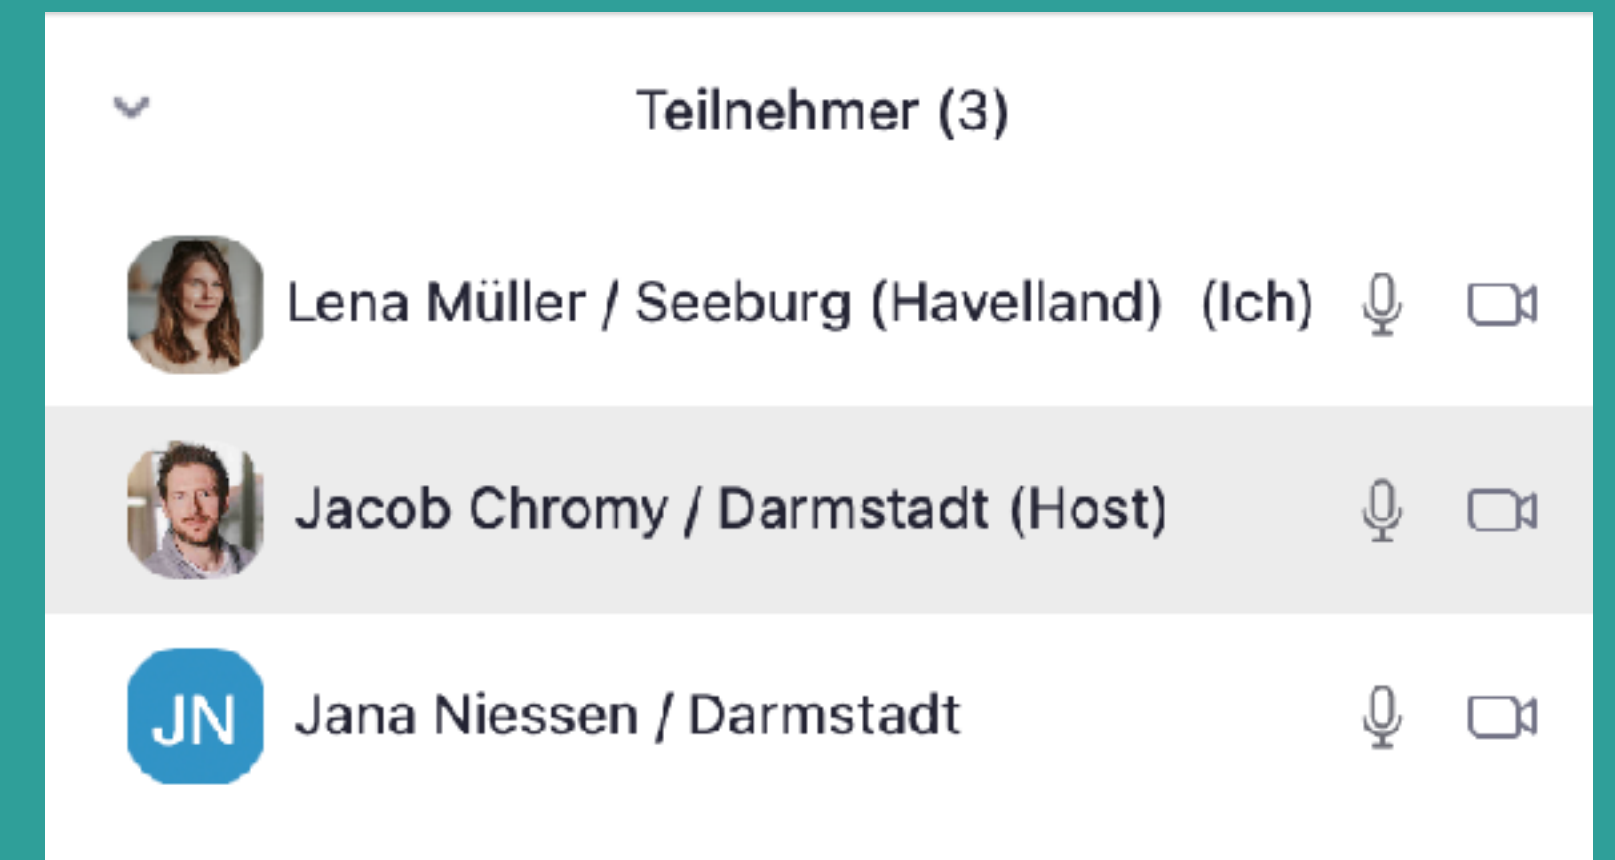 Teilnehmer (3)
Lena Müller / Seeburg (Havelland) (Ich)
Jacob Chromy / Darmstadt (Host)
JN Jana Niessen / Darmstadt